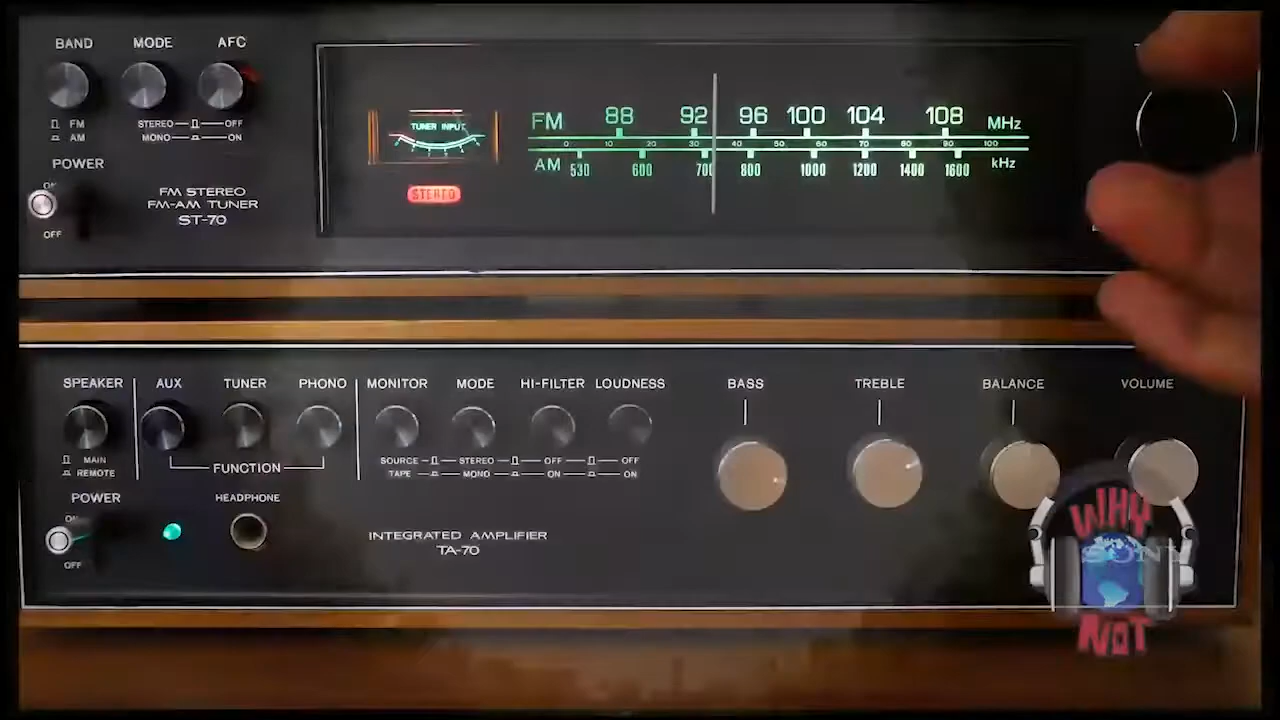 BAND MODE AFC
FM
AM
STEREO OFF
MONO ON
POWER
ON
OFF
FM STEREO
FM-AM TUNER
ST-70
TUNER INPUT
STEREO
FM 88 92 96 100 104 108 MHz
0 10 20 30 40 50 60 70 80 90 100
AM 530 600 700 800 1000 1200 1400 1600 kHz
SPEAKER AUX TUNER PHONO MONITOR MODE HI-FILTER LOUDNESS BASS TREBLE BALANCE VOLUME
MAIN
REMOTE
FUNCTION
SOURCE STEREO OFF OFF
TAPE MONO ON ON
POWER
ON
OFF
HEADPHONE
INTEGRATED AMPLIFIER
TA-70
WHY
SONY
NOT